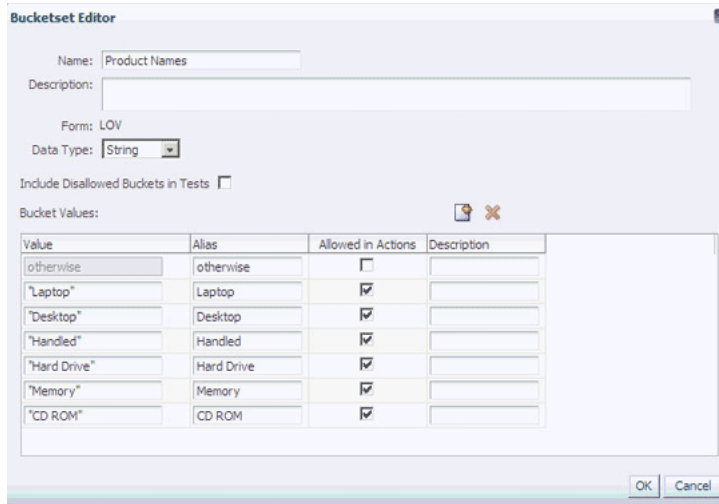 Bucketset Editor
Name: Product Names
Description:
Form: LOV
Data Type: String
Include Disallowed Buckets in Tests
Bucket Values:
Value Alias Allowed in Actions Description
otherwise otherwise
"Laptop" Laptop
"Desktop" Desktop
"Handled" Handled
"Hard Drive" Hard Drive
"Memory" Memory
"CD ROM" CD ROM
OK Cancel